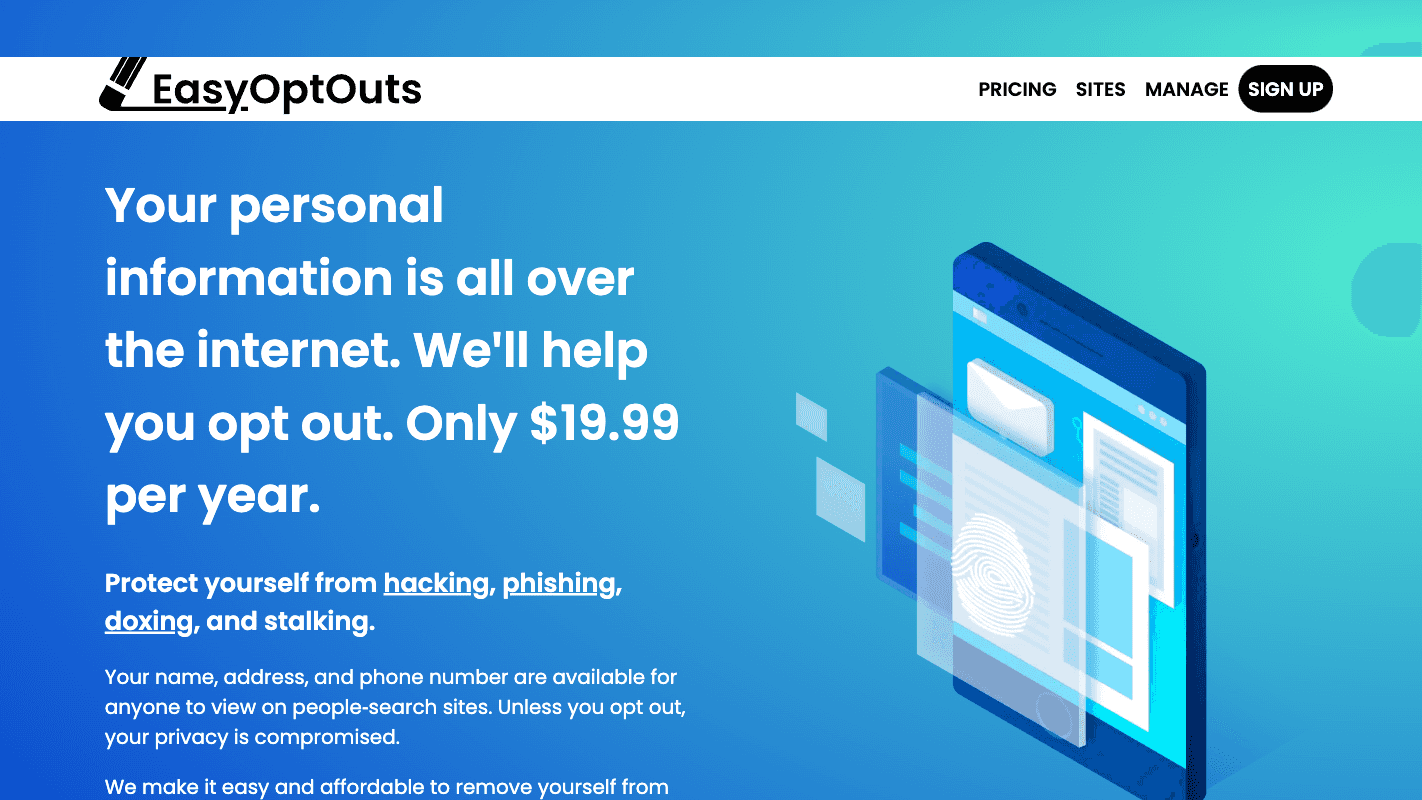 EasyOptOuts
PRICING SITES MANAGE SIGN UP
Your personal
information is all over
the internet. We'll help
you opt out. Only $19.99
per year.
Protect yourself from hacking, phishing,
doxing, and stalking.
Your name, address, and phone number are available for
anyone to view on people-search sites. Unless you opt out,
your privacy is compromised.
We make it easy and affordable to remove yourself from